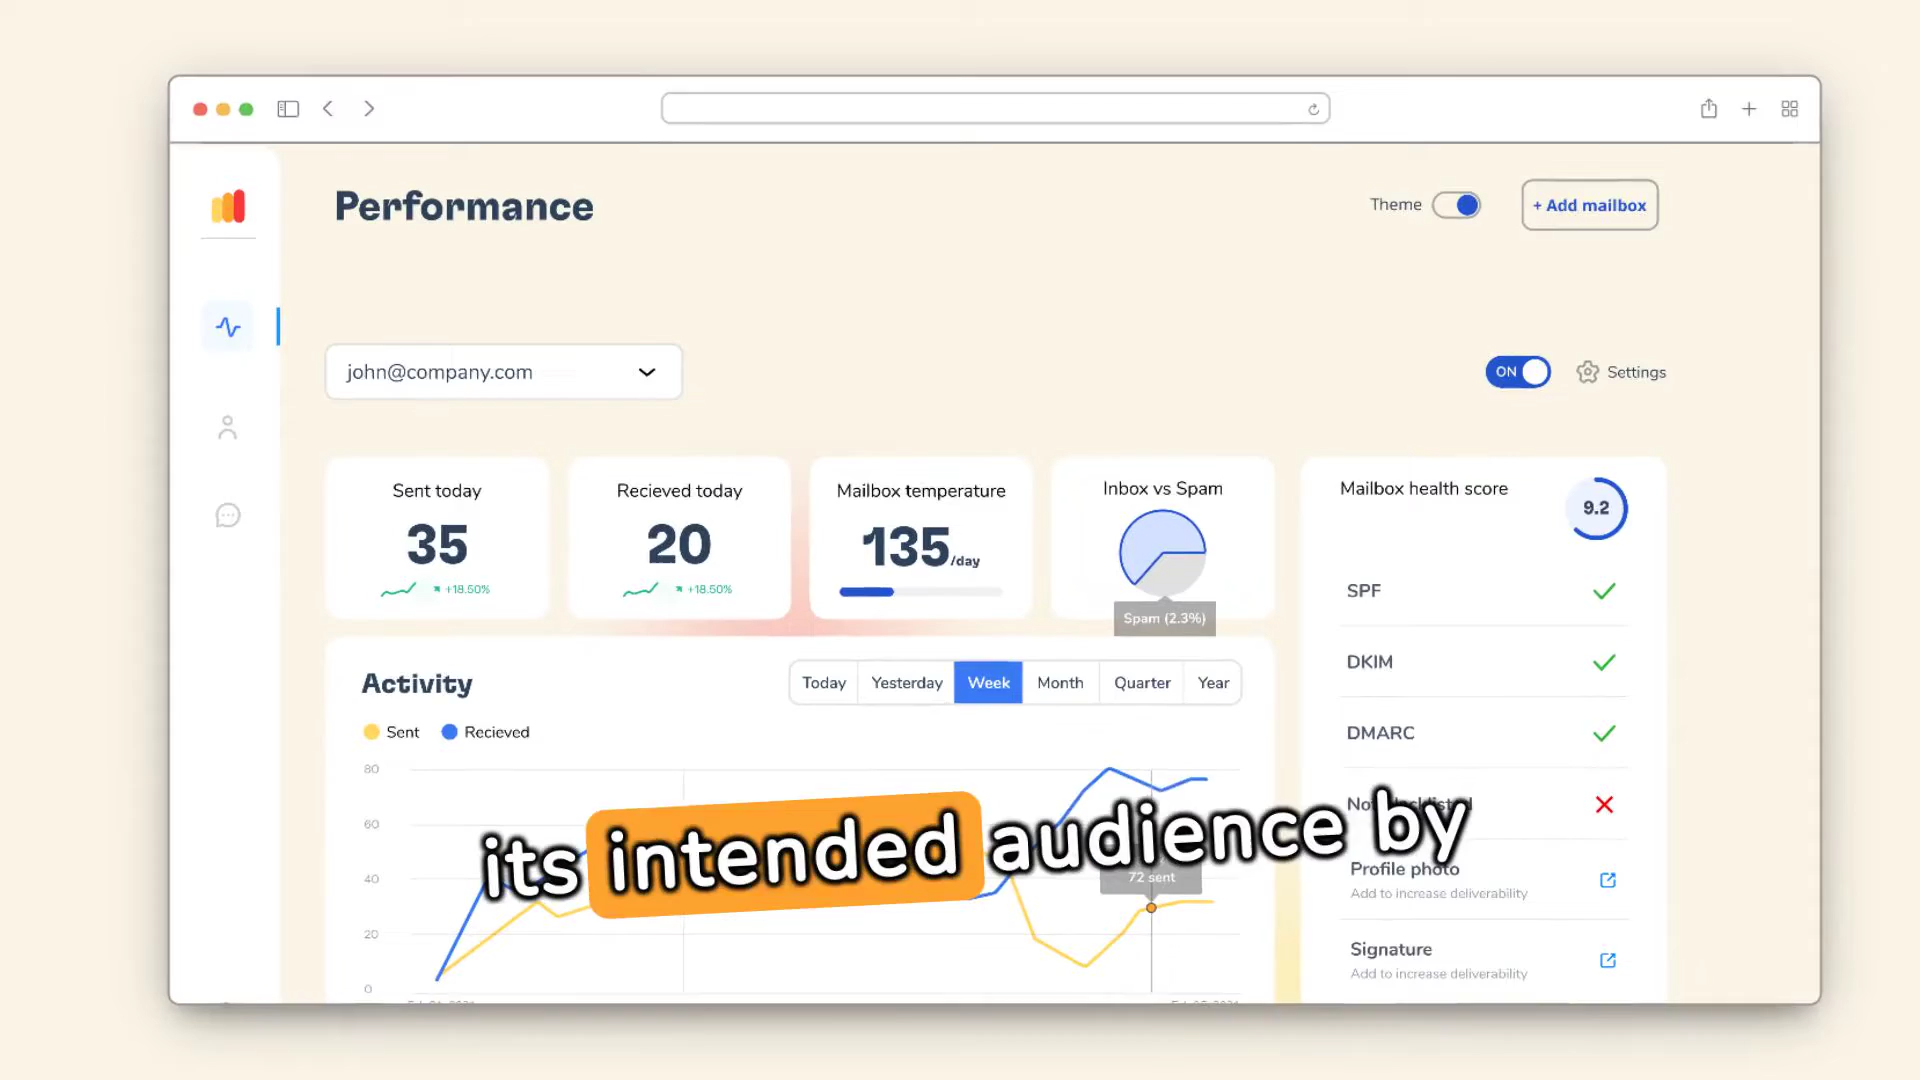 Performance
Theme
+ Add mailbox
john@company.com
ON
Settings
Sent today
35
+18.50%
Recieved today
20
+18.50%
Mailbox temperature
135/day
Inbox vs Spam
Spam (2.3%)
Mailbox health score
9.2
SPF
DKIM
DMARC
Profile photo
Add to increase deliverability
Signature
Add to increase deliverability
Activity
Today
Yesterday
Week
Month
Quarter
Year
Sent
Recieved
80
60
40
20
0
72 sent
its intended audience by